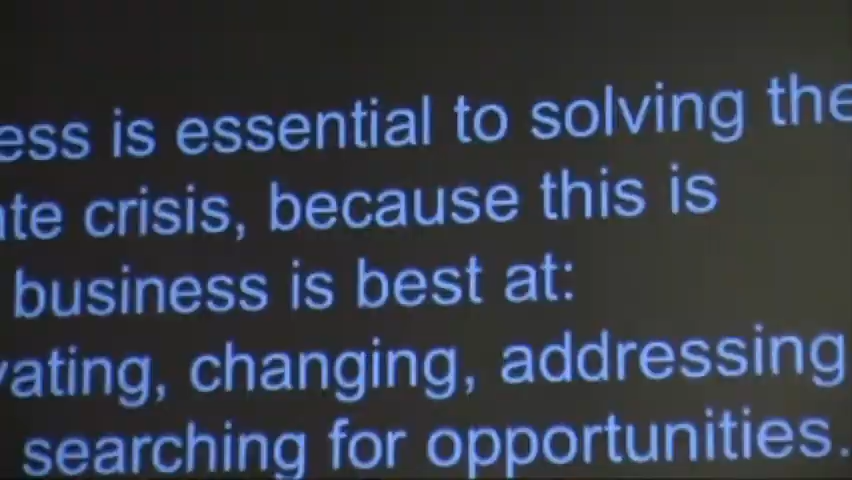 ess is essential to solving the
ate crisis, because this is
business is best at:
vating, changing, addressing
searching for opportunities.